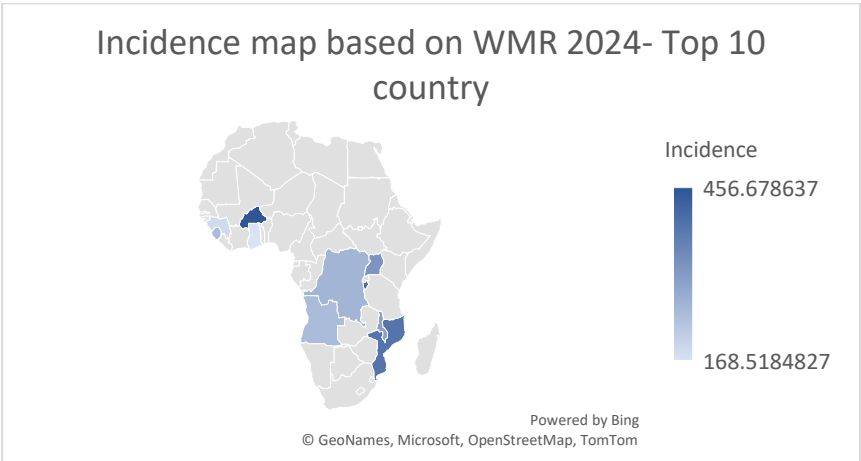 Incidence map based on WMR 2024- Top 10
country
Incidence
456.678637
168.5184827
Powered by Bing
© GeoNames, Microsoft, OpenStreetMap, TomTom